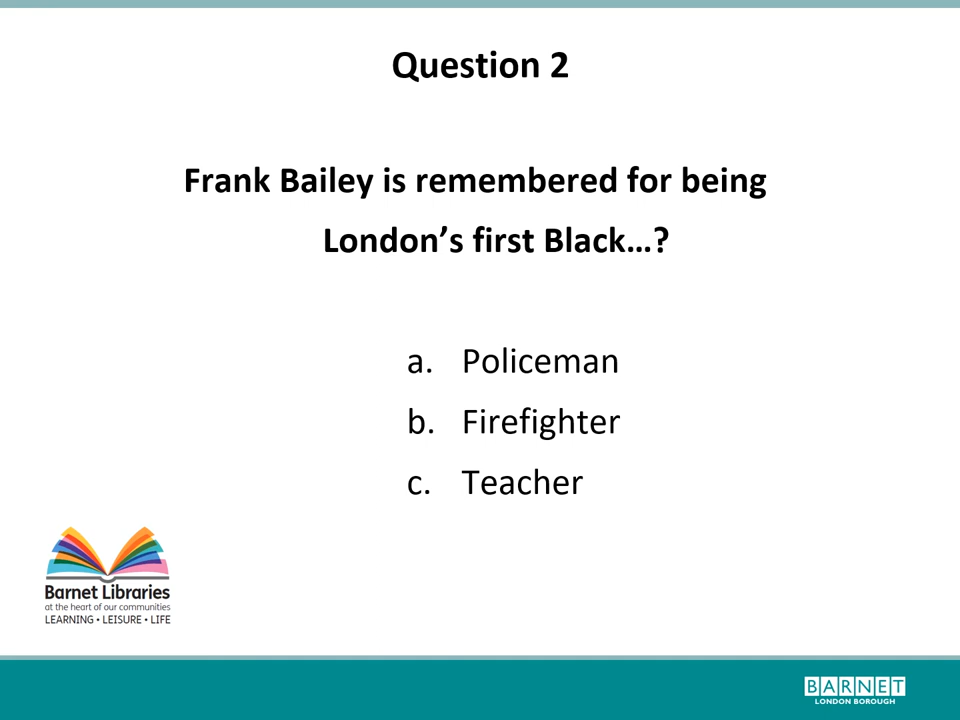 Question 2
Frank Bailey is remembered for being
London’s first Black…?
a. Policeman
b. Firefighter
c. Teacher
Barnet Libraries
at the heart of our communities
LEARNING • LEISURE • LIFE
BARNET
LONDON BOROUGH